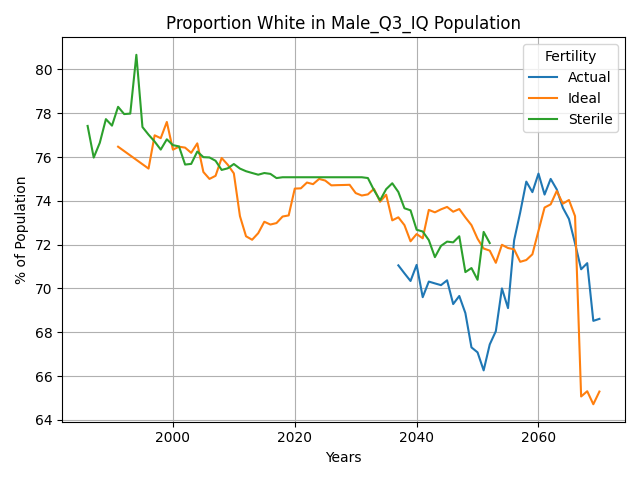 Proportion White in Male_Q3_IQ Population
Fertility
Actual
Ideal
Sterile
% of Population
80
78
76
74
72
70
68
66
64
2000
2020
2040
2060
Years